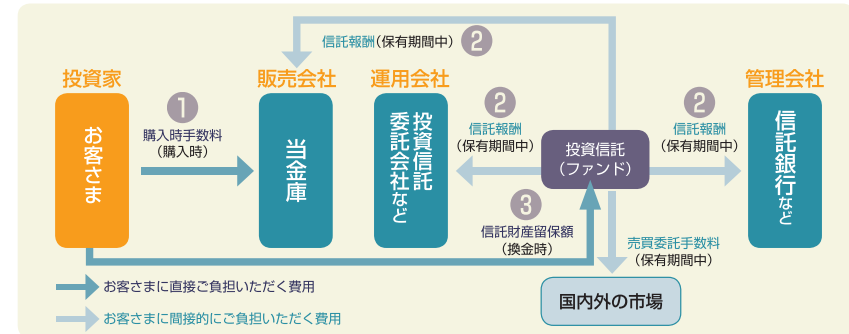 信託報酬(保有期間中) 2
投資家
販売会社
運用会社
管理会社
お客さま
1
購入時手数料
(購入時)
当金庫
投資信託
委託会社など
2
信託報酬
(保有期間中)
投資信託
(ファンド)
2
信託報酬
(保有期間中)
信託銀行など
3
信託財産留保額
(換金時)
売買委託手数料
(保有期間中)
国内外の市場
お客さまに直接ご負担いただく費用
お客さまに間接的にご負担いただく費用